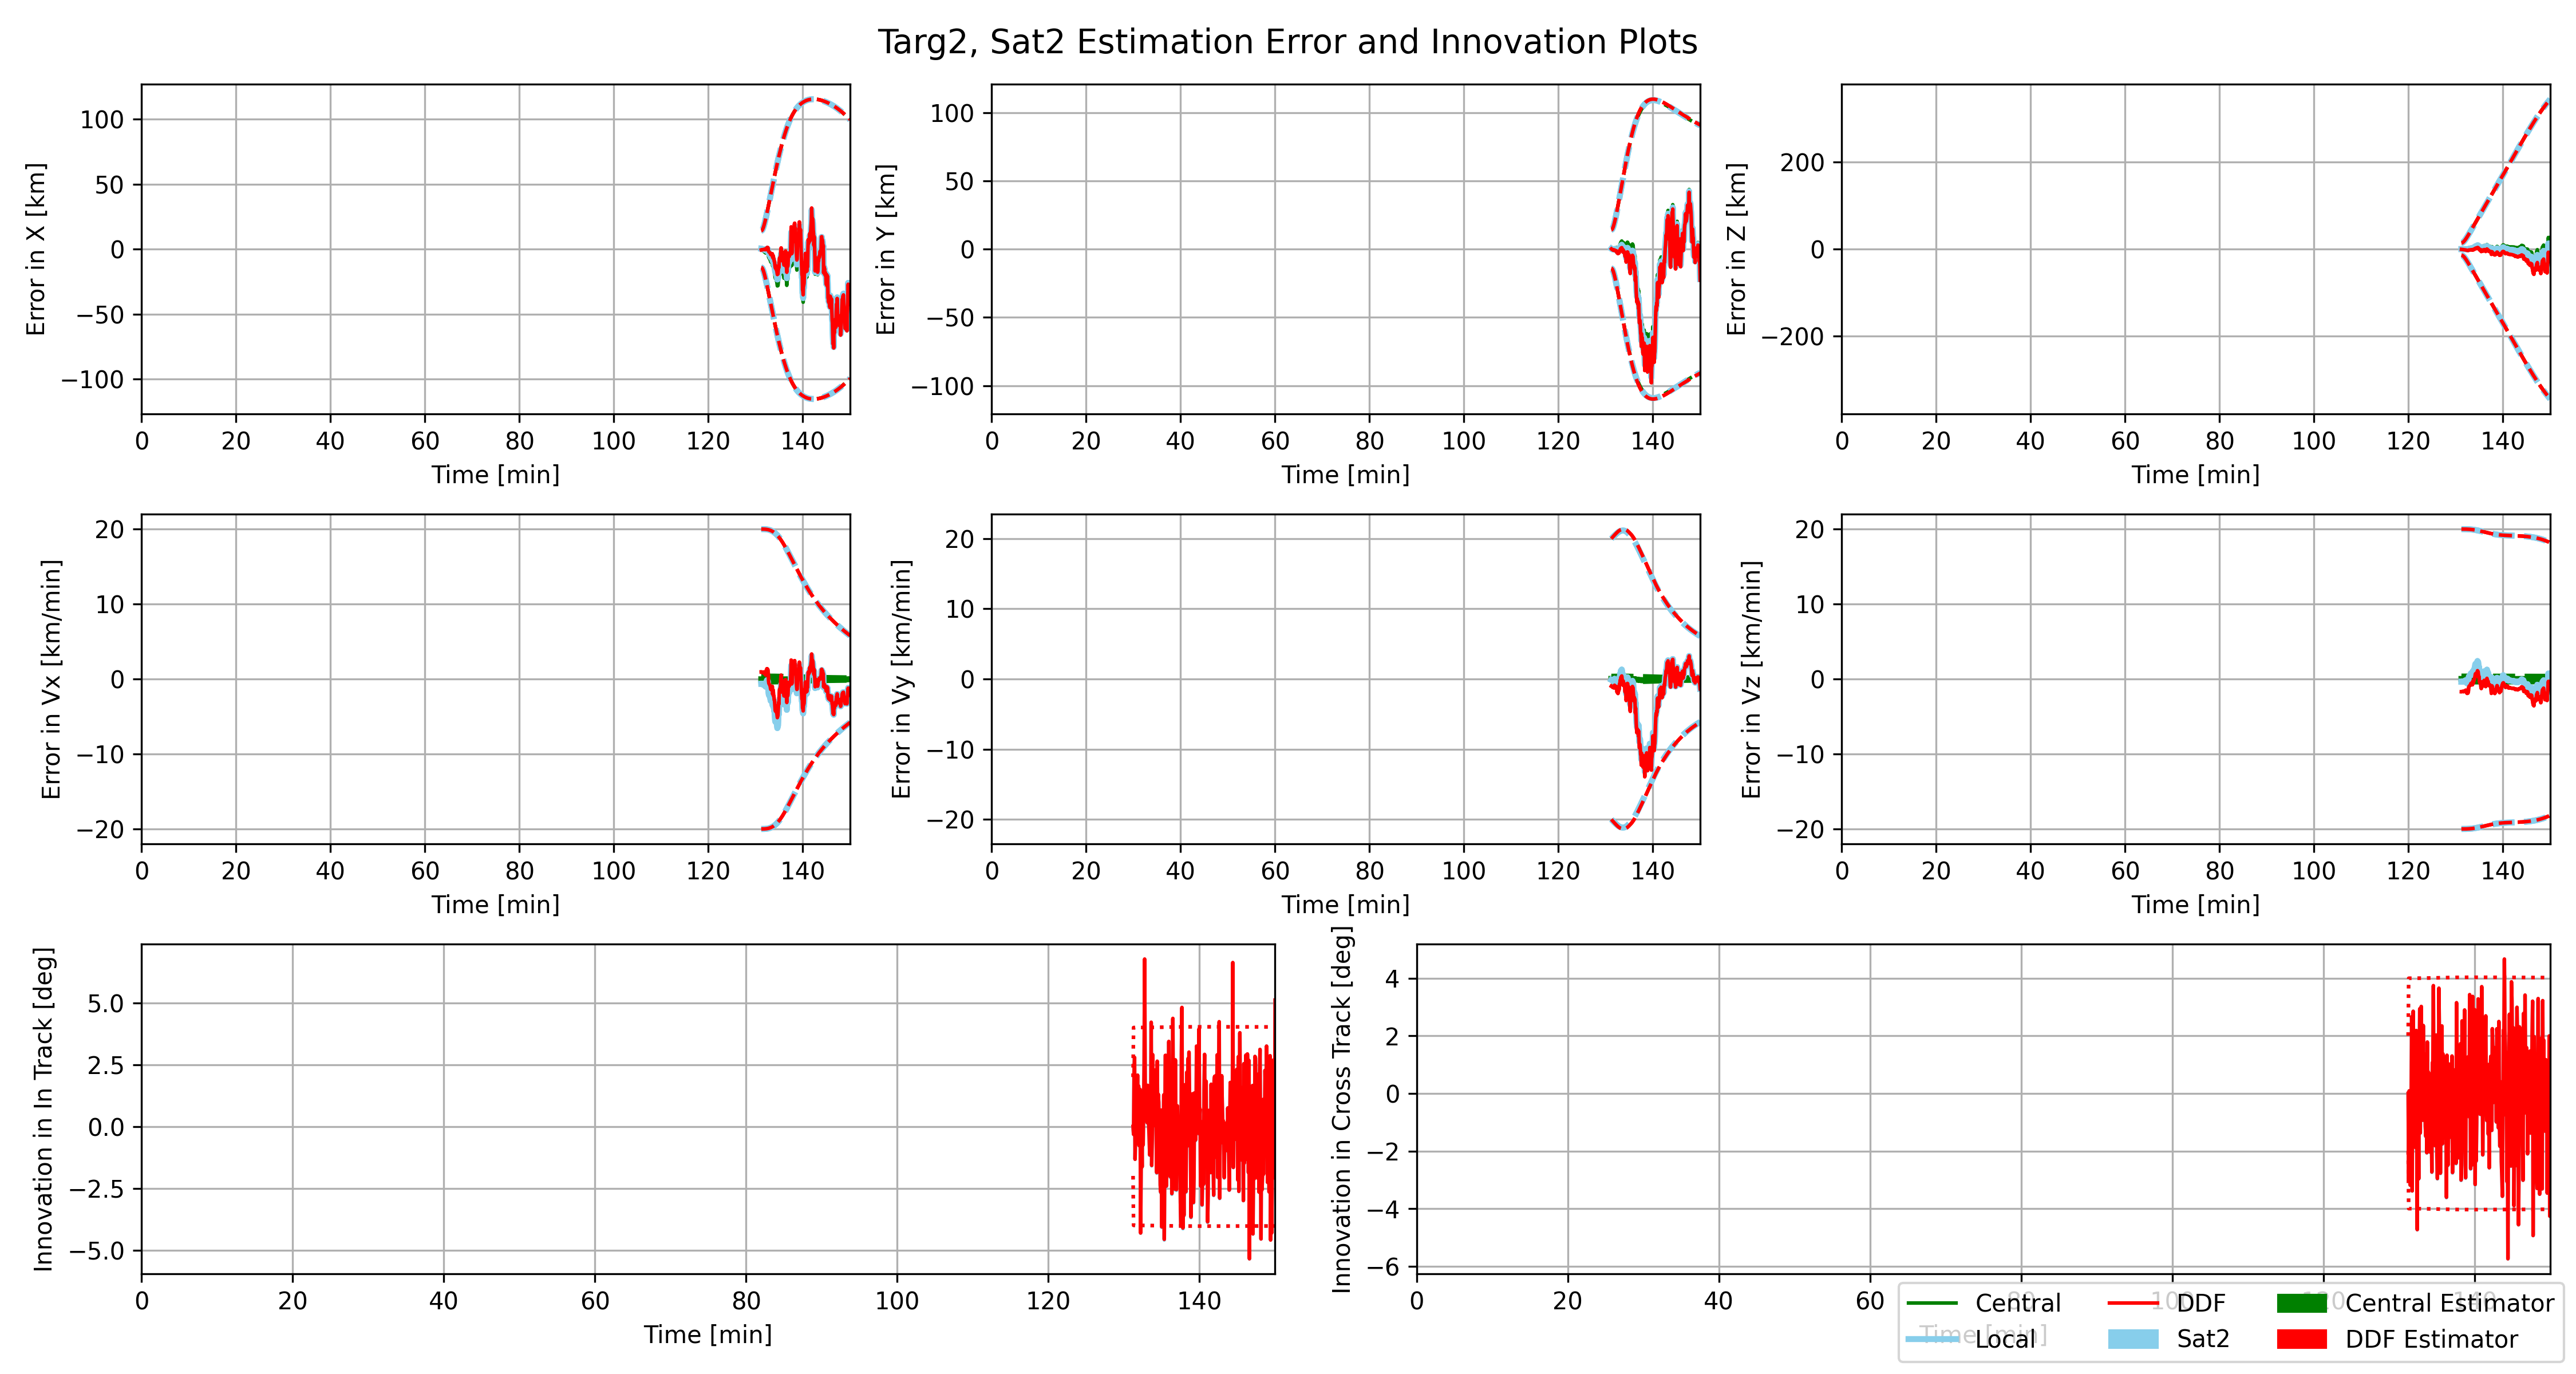 Targ2, Sat2 Estimation Error and Innovation Plots
Error in X [km]
100
50
0
−50
−100
0 20 40 60 80 100 120 140
Time [min]
Error in Y [km]
100
50
0
−50
−100
0 20 40 60 80 100 120 140
Time [min]
Error in Z [km]
200
0
−200
0 20 40 60 80 100 120 140
Time [min]
Error in Vx [km/min]
20
10
0
−10
−20
0 20 40 60 80 100 120 140
Time [min]
Error in Vy [km/min]
20
10
0
−10
−20
0 20 40 60 80 100 120 140
Time [min]
Error in Vz [km/min]
20
10
0
−10
−20
0 20 40 60 80 100 120 140
Time [min]
Innovation in In Track [deg]
5.0
2.5
0.0
−2.5
−5.0
0 20 40 60 80 100 120 140
Time [min]
Innovation in Cross Track [deg]
4
2
0
−2
−4
−6
0 20 40 60 80 100 120 140
Time [min]
Central DDF Central Estimator
Local Sat2 DDF Estimator